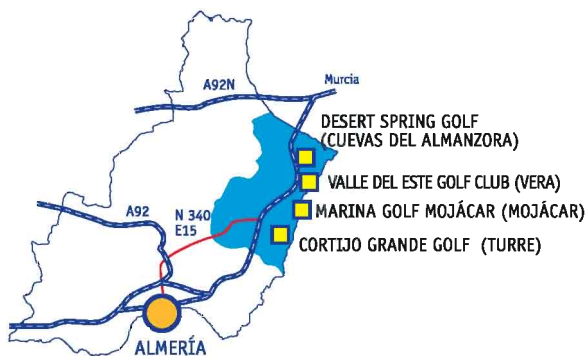 A92N
Murcia
DESERT SPRING GOLF
(CUEVAS DEL ALMANZORA)
VALLE DEL ESTE GOLF CLUB (VERA)
A92
N 340
E15
MARINA GOLF MOJÁCAR (MOJÁCAR)
CORTIJO GRANDE GOLF (TURRE)
ALMERÍA